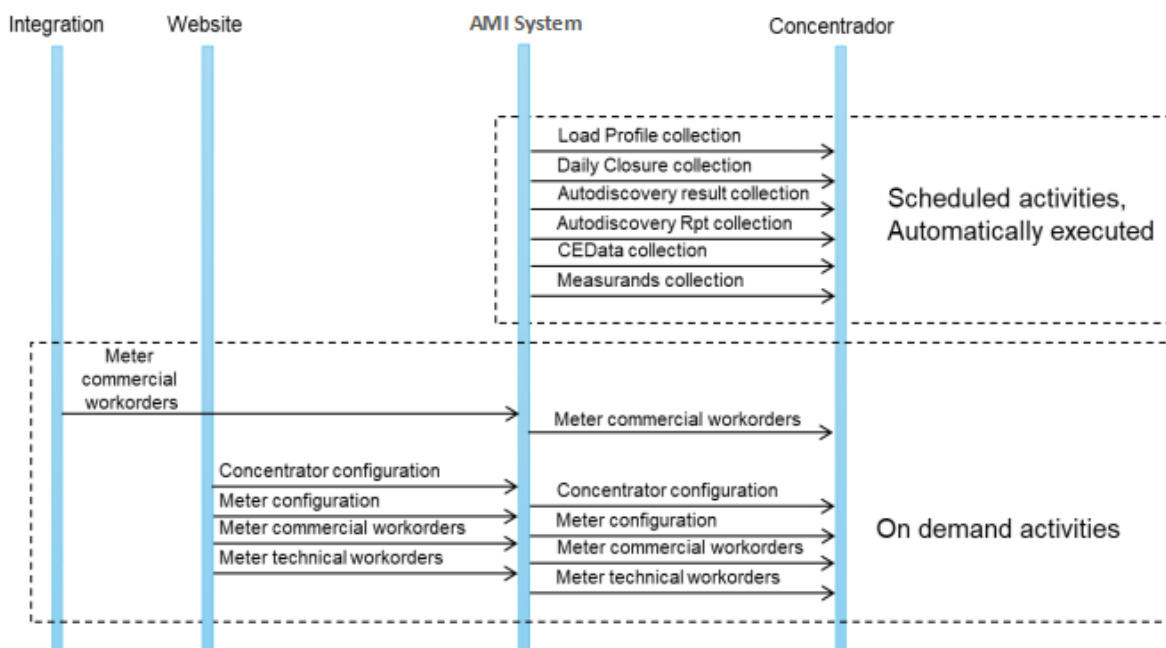 Integration
Website
AMI System
Concentrador
Load Profile collection
Daily Closure collection
Autodiscovery result collection
Autodiscovery Rpt collection
CEData collection
Measurands collection
Scheduled activities,
Automatically executed
Meter
commercial
workorders
Meter commercial workorders
Concentrator configuration
Meter configuration
Meter commercial workorders
Meter technical workorders
Concentrator configuration
Meter configuration
Meter commercial workorders
Meter technical workorders
On demand activities